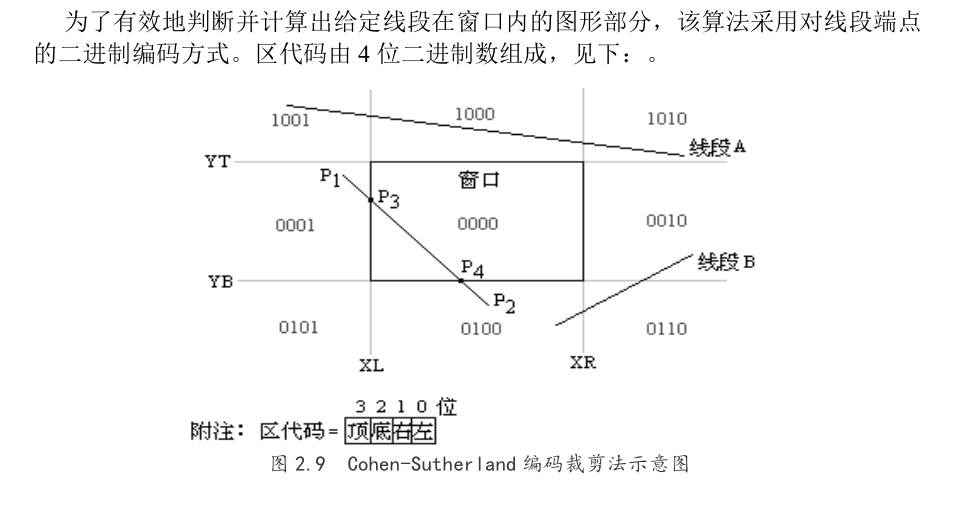 为了有效地判断并计算出给定线段在窗口内的图形部分，该算法采用对线段端点
的二进制编码方式。区代码由 4 位二进制数组成，见下：。
1001 1000 1010
线段A
YT
P1 窗口
P3
0001 0000 0010
P4 线段B
YB
P2
0101 0100 0110
XL XR
3 2 1 0 位
附注：区代码=顶底右左
图 2.9 Cohen-Sutherland 编码裁剪法示意图